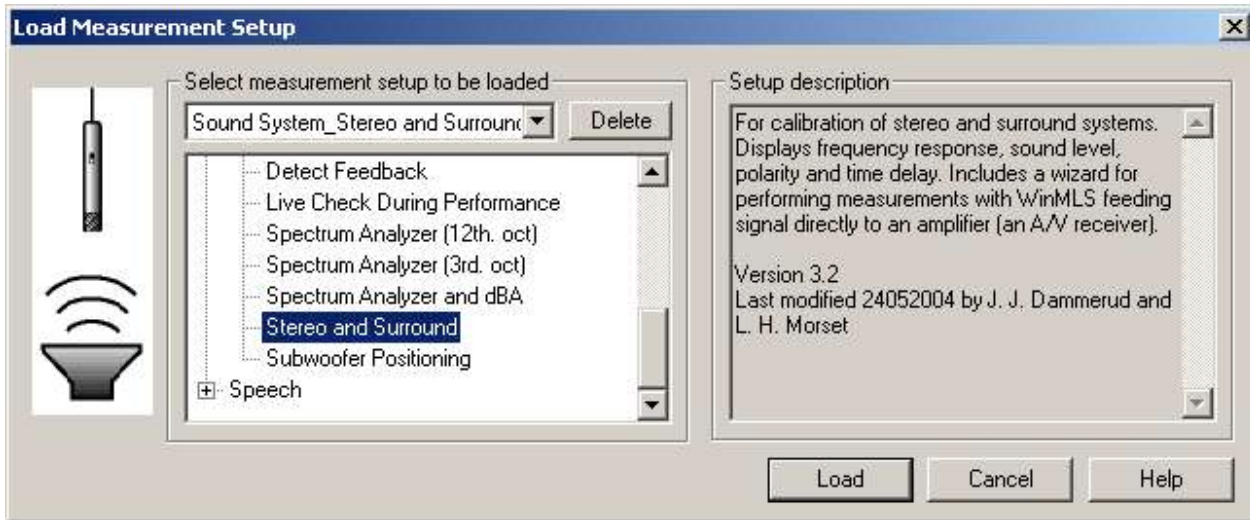 Load Measurement Setup
Select measurement setup to be loaded
Sound System_Stereo and Surroun
Delete
Detect Feedback
Live Check During Performance
Spectrum Analyzer (12th. oct)
Spectrum Analyzer (3rd. oct)
Spectrum Analyzer and dBA
Stereo and Surround
Subwoofer Positioning
Speech
Setup description
For calibration of stereo and surround systems.
Displays frequency response, sound level,
polarity and time delay. Includes a wizard for
performing measurements with WinMLS feeding
signal directly to an amplifier (an A/V receiver).
Version 3.2
Last modified 24052004 by J. J. Dammerud and
L. H. Morset
Load
Cancel
Help